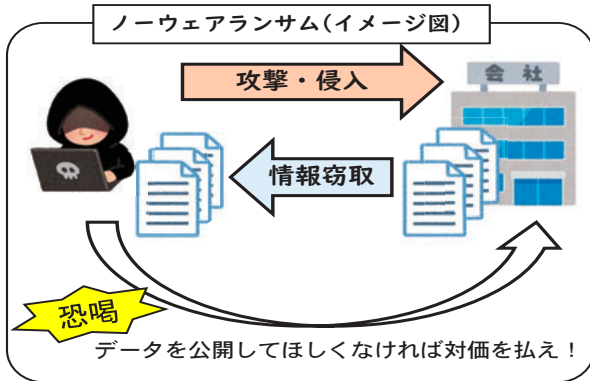 ノーウェアランサム(イメージ図)
攻撃・侵入
会社
情報窃取
恐喝
データを公開してほしくなければ対価を払え!